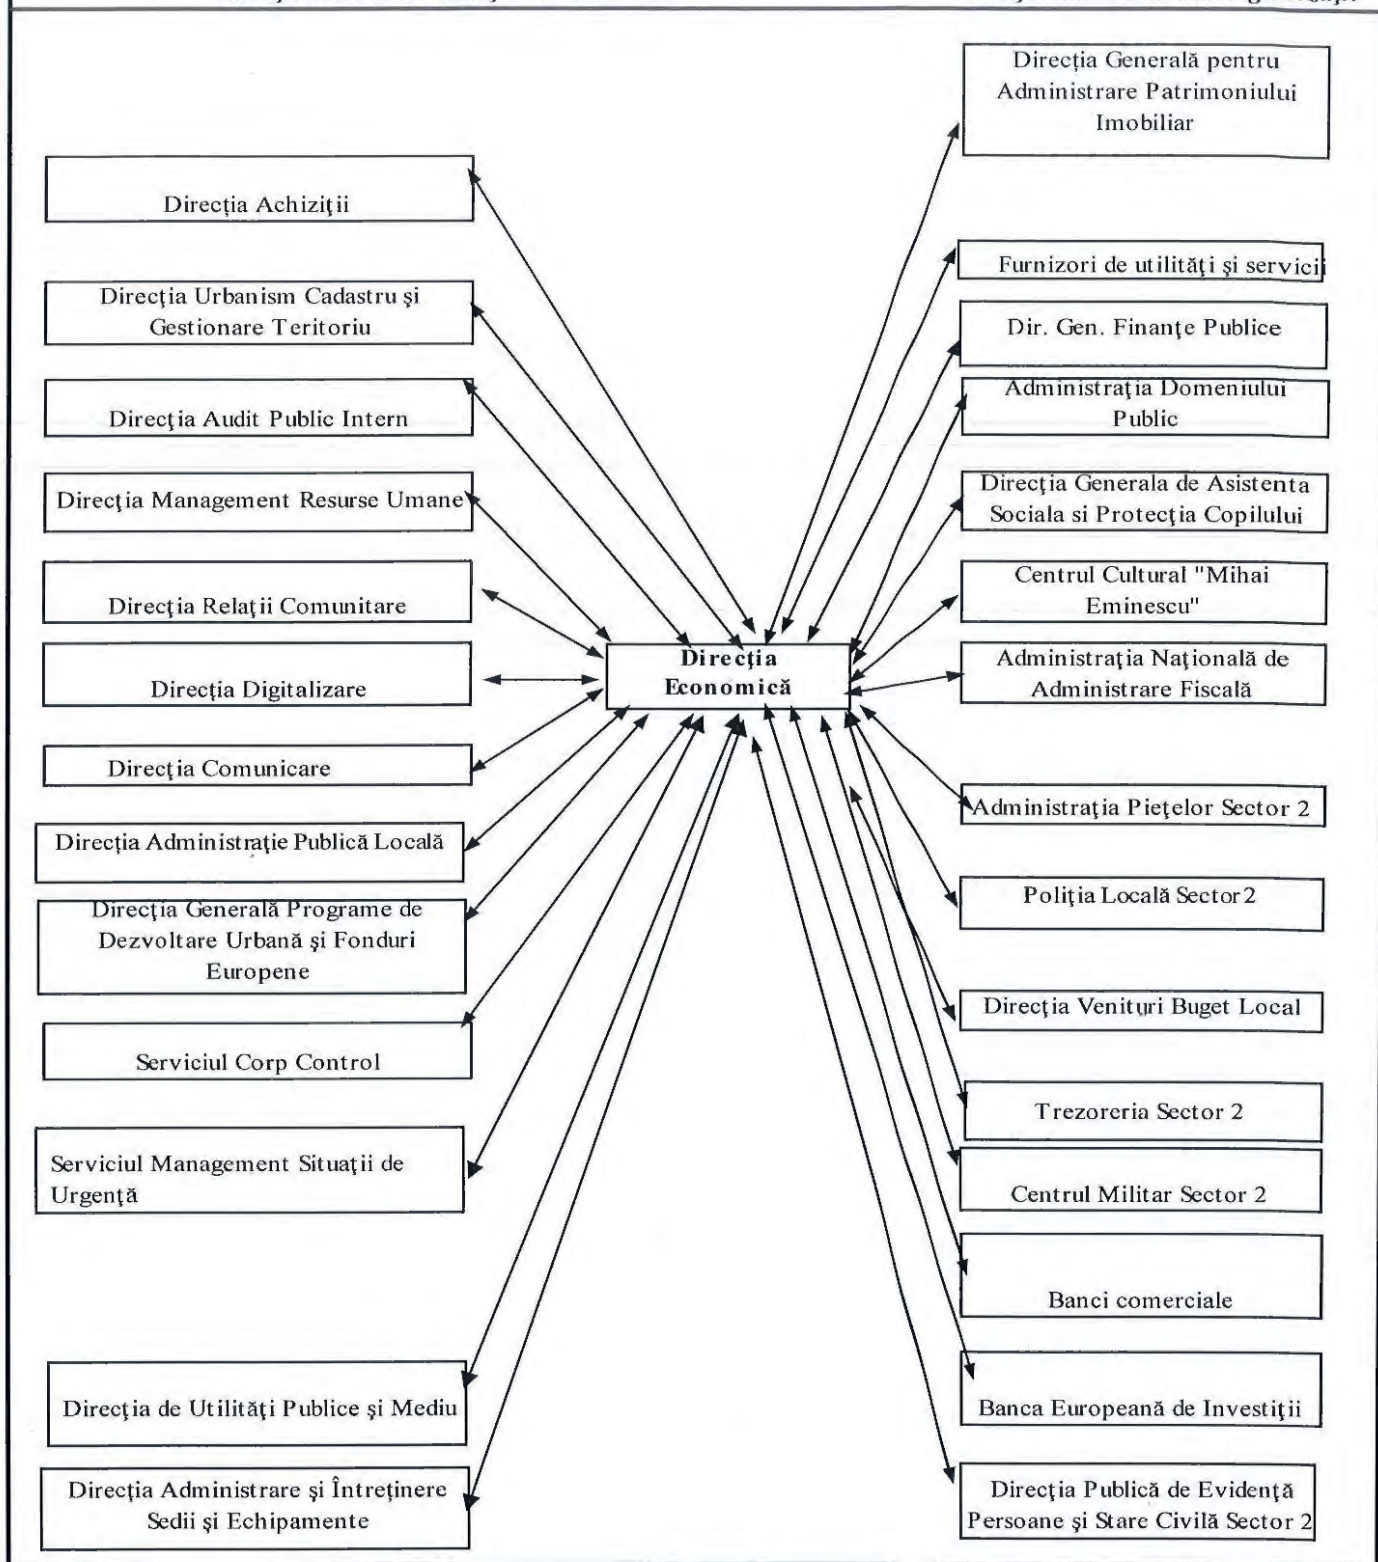 Direcţia Achiziţii
Direcţia Urbanism Cadastru şi
Gestionare Teritoriu
Direcţia Audit Public Intern
Direcţia Management Resurse Umane
Direcţia Relaţii Comunitare
Direcţia Digitalizare
Direcţia Comunicare
Direcţia Administraţie Publică Locală
Direcţia Generală Programe de
Dezvoltare Urbană şi Fonduri
Europene
Serviciul Corp Control
Serviciul Management Situaţii de
Urgenţă
Direcţia de Utilităţi Publice şi Mediu
Direcţia Administrare şi Întreţinere
Sedii şi Echipamente
Direcţia
Economică
Direcţia Generală pentru
Administrare Patrimoniului
Imobiliar
Furnizori de utilităţi şi servicii
Dir. Gen. Finanţe Publice
Administraţia Domeniului
Public
Direcţia Generala de Asistenta
Sociala si Protecţia Copilului
Centrul Cultural "Mihai
Eminescu"
Administraţia Naţională de
Administrare Fiscală
Administraţia Pieţelor Sector 2
Poliţia Locală Sector 2
Direcţia Venituri Buget Local
Trezoreria Sector 2
Centrul Militar Sector 2
Banci comerciale
Banca Europeană de Investiţii
Direcţia Publică de Evidenţă
Persoane şi Stare Civilă Sector 2